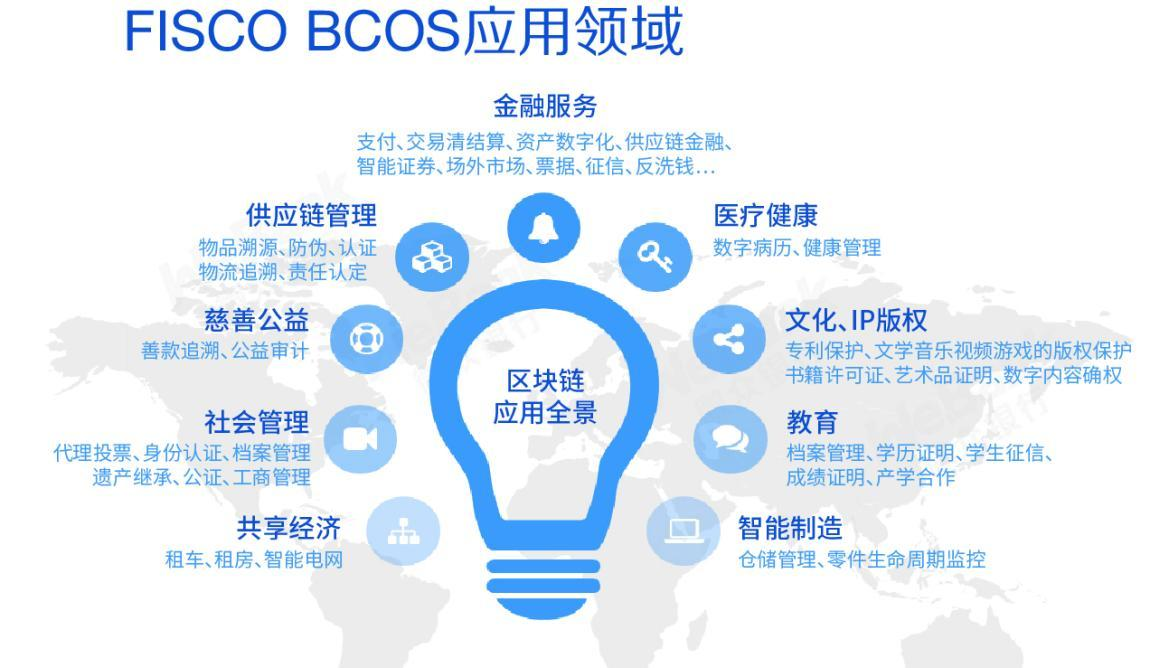 FISCO BCOS应用领域
金融服务
支付、交易清结算、资产数字化、供应链金融、
智能证券、场外市场、票据、征信、反洗钱…
供应链管理
物品溯源、防伪、认证
物流追溯、责任认定
医疗健康
数字病历、健康管理
慈善公益
善款追溯、公益审计
文化、IP版权
专利保护、文学音乐视频游戏的版权保护
书籍许可证、艺术品证明、数字内容确权
区块链
应用全景
社会管理
代理投票、身份认证、档案管理
遗产继承、公证、工商管理
教育
档案管理、学历证明、学生征信、
成绩证明、产学合作
共享经济
租车、租房、智能电网
智能制造
仓储管理、零件生命周期监控